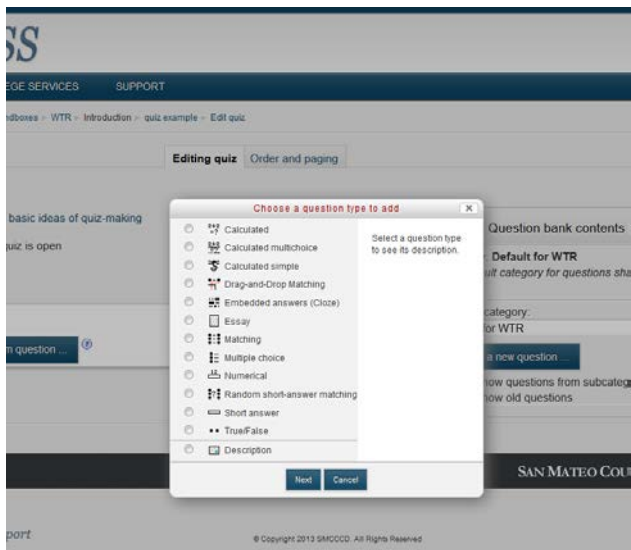 SS
EGE SERVICES SUPPORT
dboxes WTR Introduction quiz example Edit quiz
Editing quiz Order and paging
Choose a question type to add
basic ideas of quiz-making
uiz is open
Calculated
Calculated multichoice
Calculated simple
Drag-and-Drop Matching
Embedded answers (Cloze)
Essay
Matching
Multiple choice
Numerical
Random short-answer matching
Short answer
True/False
Description
Select a question type
to see its description.
Next Cancel
Question bank contents
Default for WTR
ult category for questions sha
category:
or WTR
m question ...
a new question ...
ow questions from subcateg
ow old questions
SAN MATEO COU
port
© Copyright 2013 SMCCCD. All Rights Reserved